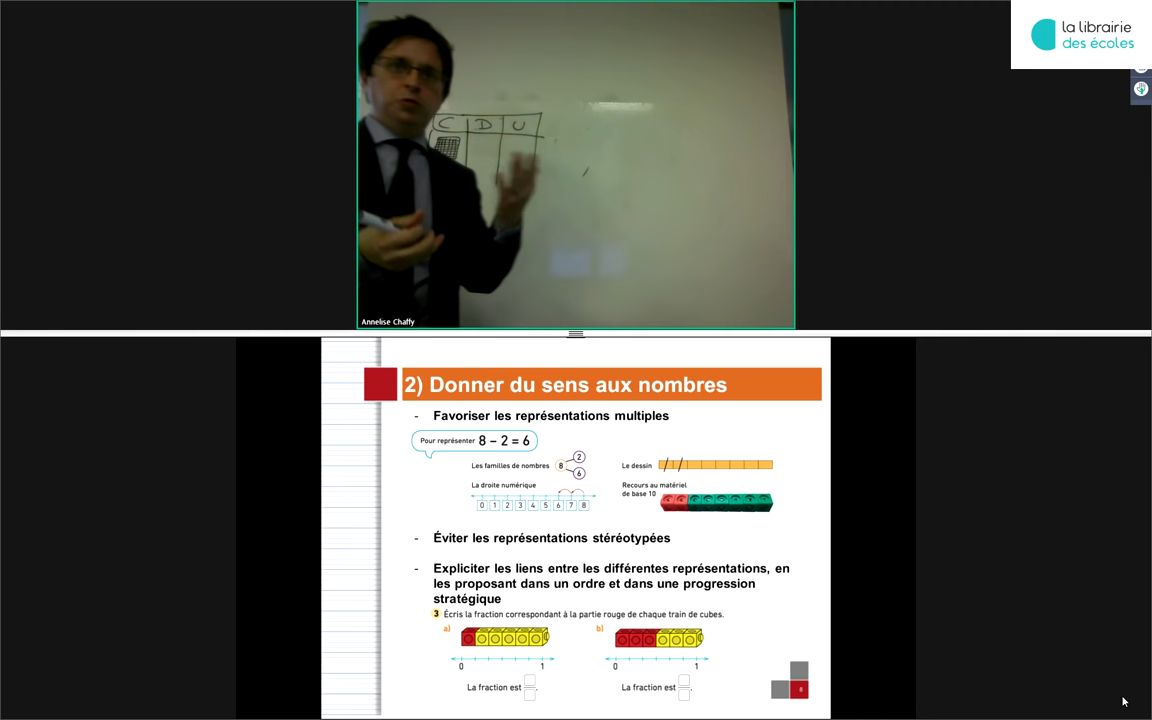 la librairie
des écoles
C D U
Annelise Chaffy
2) Donner du sens aux nombres
- Favoriser les représentations multiples
Pour représenter 8 – 2 = 6
Les familles de nombres 8 2 6
Le dessin
La droite numérique
0 1 2 3 4 5 6 7 8
Recours au matériel
de base 10
- Éviter les représentations stéréotypées
- Expliciter les liens entre les différentes représentations, en
les proposant dans un ordre et dans une progression
stratégique
3 Écris la fraction correspondant à la partie rouge de chaque train de cubes.
a) b)
0 1 0 1
La fraction est . La fraction est .
8